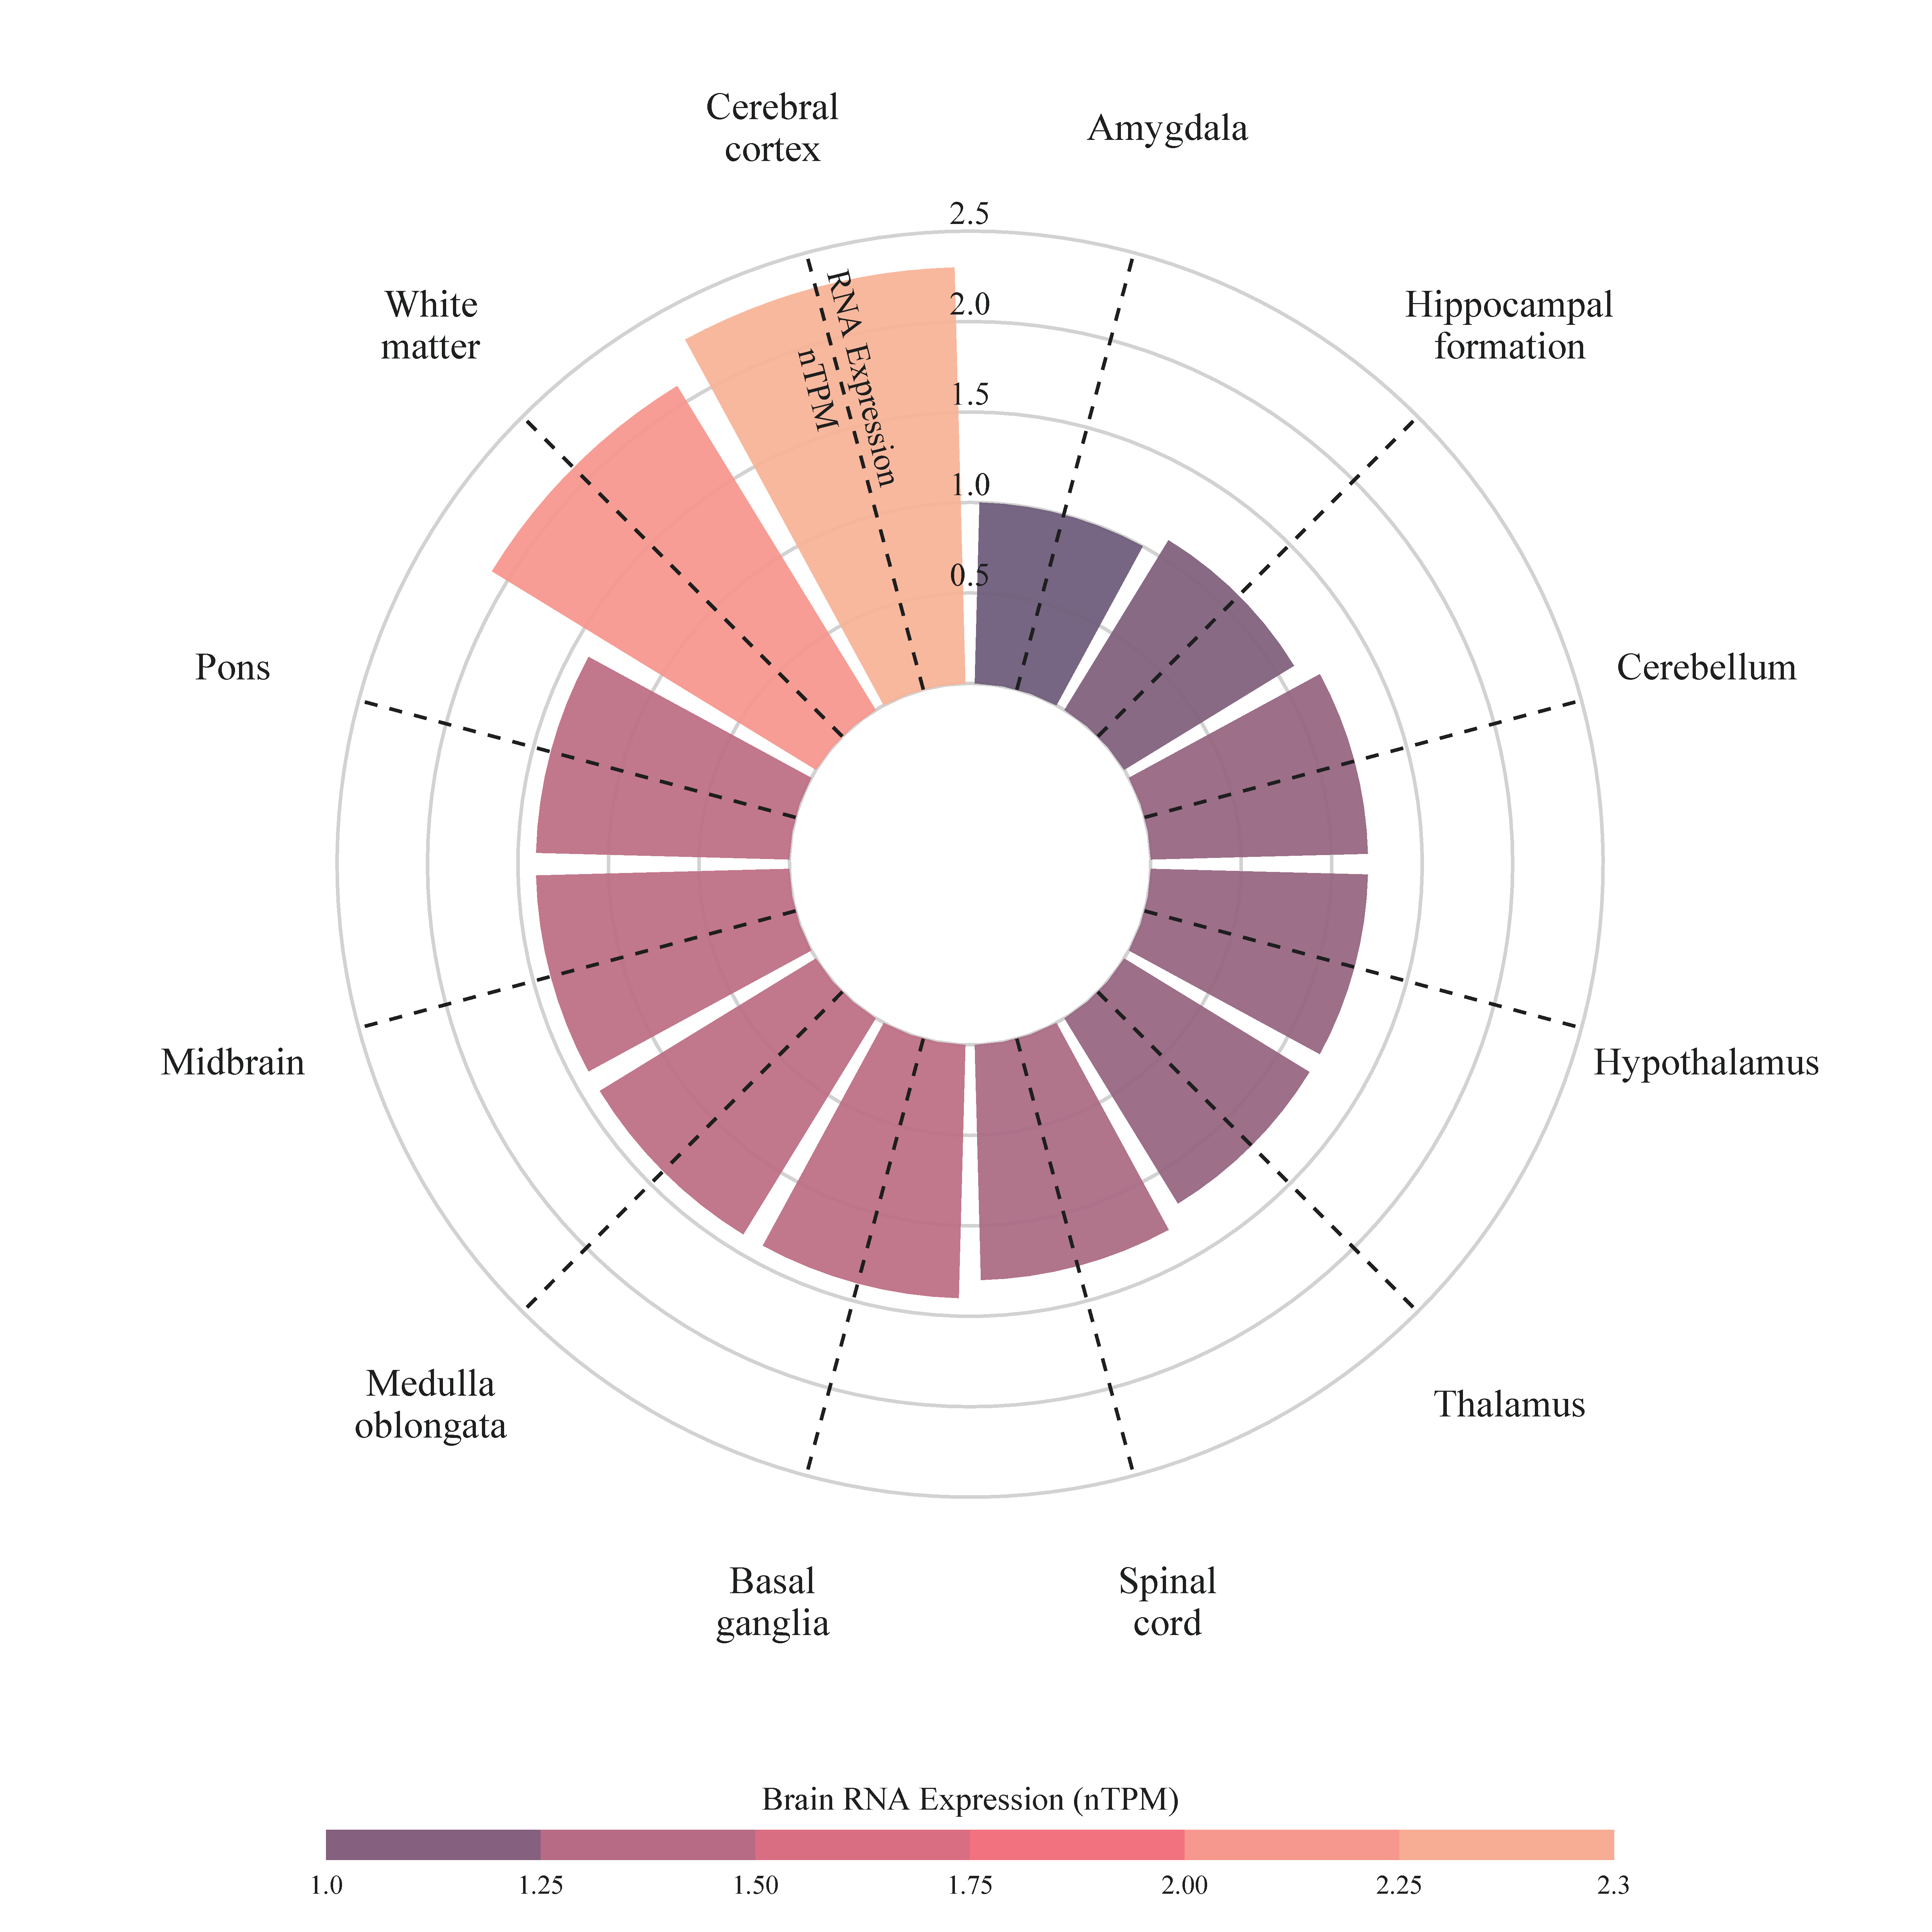 Cerebral
cortex
Amygdala
2.5
White
matter
Hippocampal
formation
2.0
RNA Expression
nTPM
1.5
1.0
0.5
Pons
Cerebellum
Midbrain
Hypothalamus
Medulla
oblongata
Thalamus
Basal
ganglia
Spinal
cord
Brain RNA Expression (nTPM)
1.0 1.25 1.50 1.75 2.00 2.25 2.3